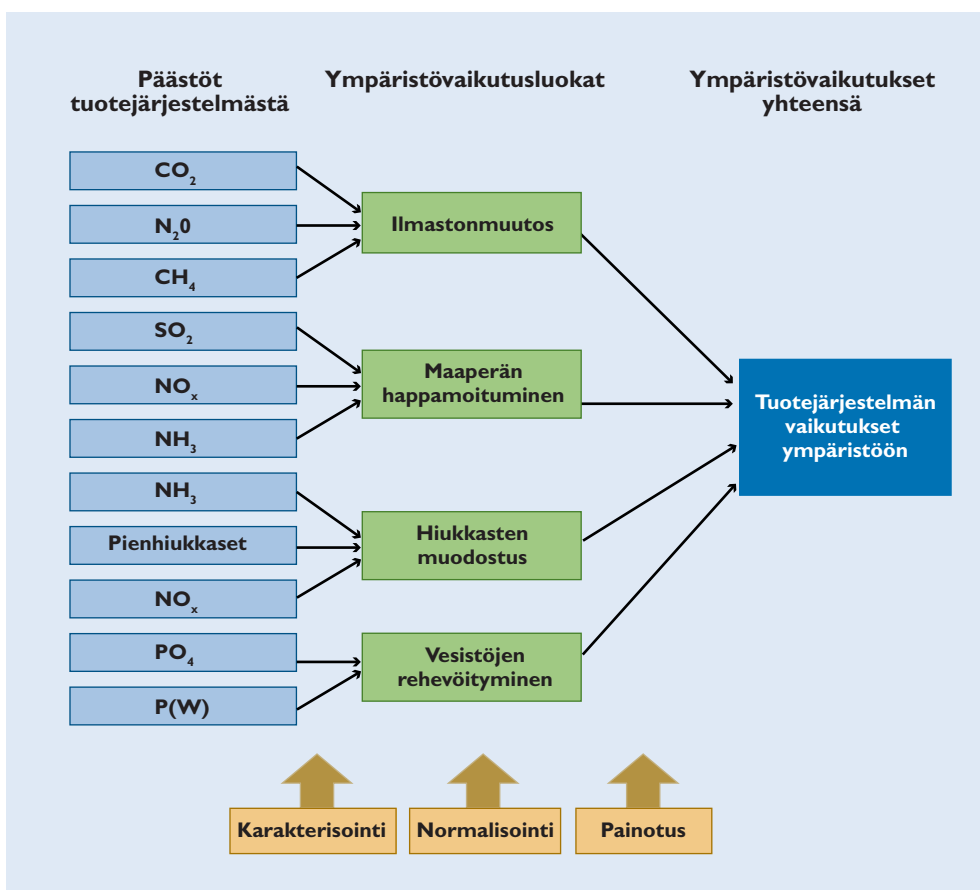 Päästöt
tuotejärjestelmästä
Ympäristövaikutusluokat
Ympäristövaikutukset
yhteensä
CO₂
N₂0
CH₄
SO₂
NOₓ
NH₃
NH₃
Pienhiukkaset
NOₓ
PO₄
P(W)
Ilmastonmuutos
Maaperän
happamoituminen
Hiukkasten
muodostus
Vesistöjen
rehevöityminen
Tuotejärjestelmän
vaikutukset
ympäristöön
Karakterisointi
Normalisointi
Painotus